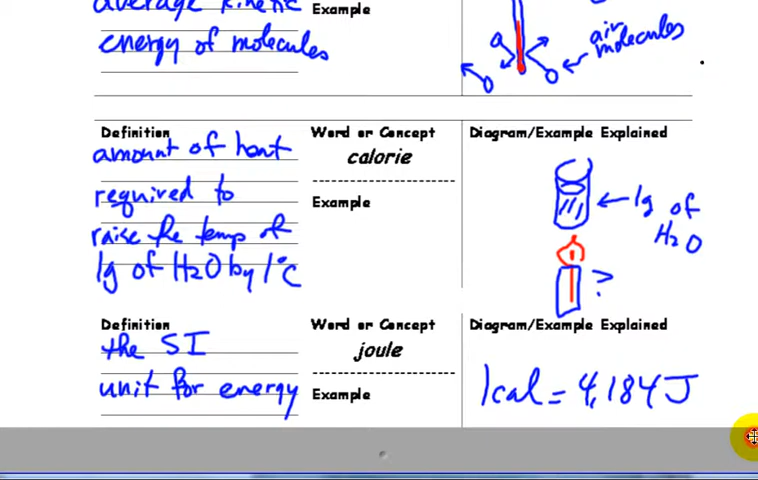 average kinetic
Example
energy of molecules
air
molecules
Definition
Word or Concept
Diagram/Example Explained
amount of heat
calorie
required to
Example
1g of
H2O
raise the temp of
1g of H2O by 1°C
?
Definition
Word or Concept
Diagram/Example Explained
the SI
joule
unit for energy
Example
1cal = 4.184 J